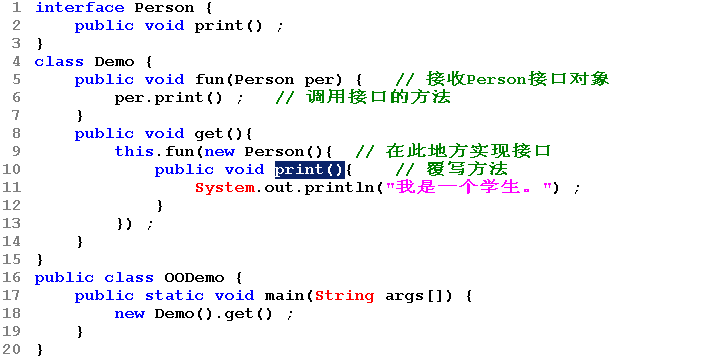 1 interface Person {
2     public void print() ;
3 }
4 class Demo {
5     public void fun(Person per) {   // 接收Person接口对象
6         per.print() ;   // 调用接口的方法
7     }
8     public void get(){
9         this.fun(new Person(){  // 在此地方实现接口
10             public void print(){    // 覆写方法
11                 System.out.println("我是一个学生。") ;
12             }
13         }) ;
14     }
15 }
16 public class OODemo {
17     public static void main(String args[]) {
18         new Demo().get() ;
19     }
20 }